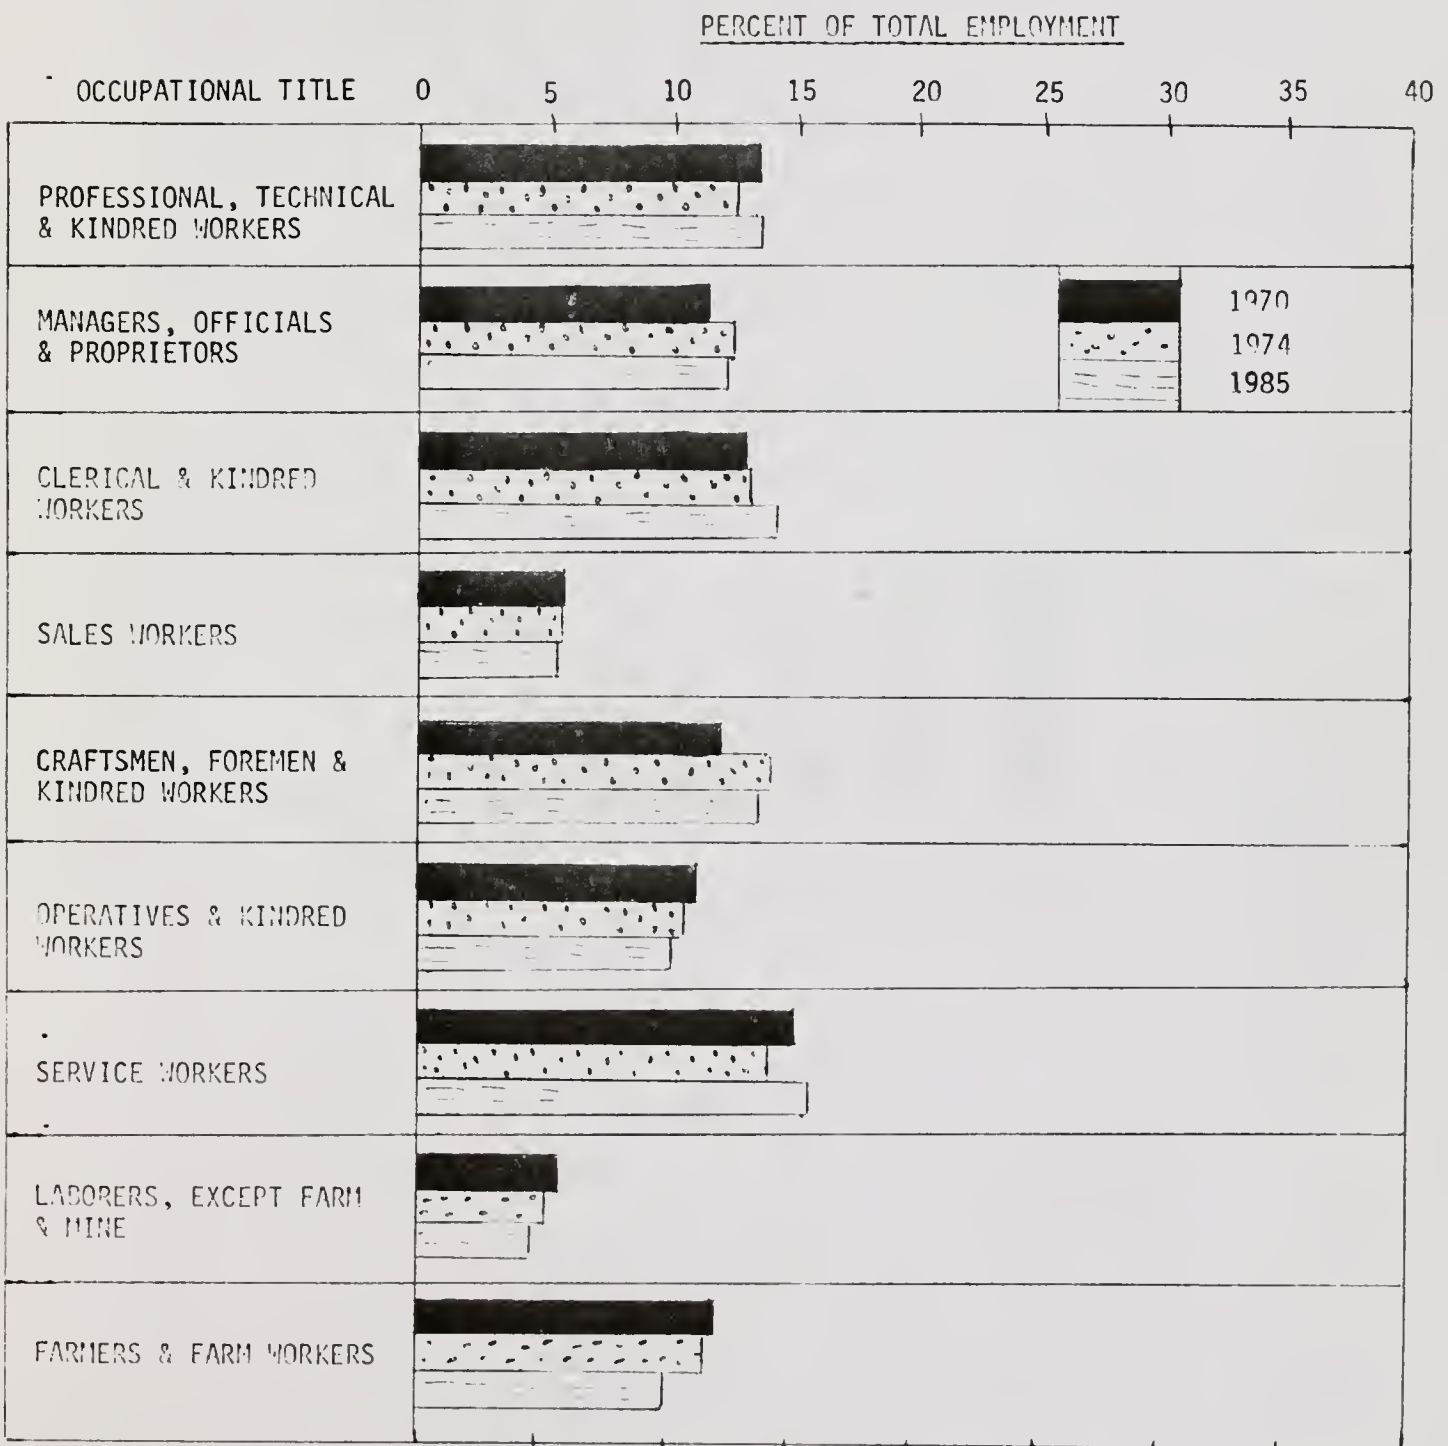 PERCENT OF TOTAL EMPLOYMENT
OCCUPATIONAL TITLE 0 5 10 15 20 25 30 35 40
PROFESSIONAL, TECHNICAL
& KINDRED WORKERS
MANAGERS, OFFICIALS
& PROPRIETORS
1970
1974
1985
CLERICAL & KINDRED
WORKERS
SALES WORKERS
CRAFTSMEN, FOREMEN &
KINDRED WORKERS
OPERATIVES & KINDRED
WORKERS
SERVICE WORKERS
LABORERS, EXCEPT FARM
& MINE
FARMERS & FARM WORKERS